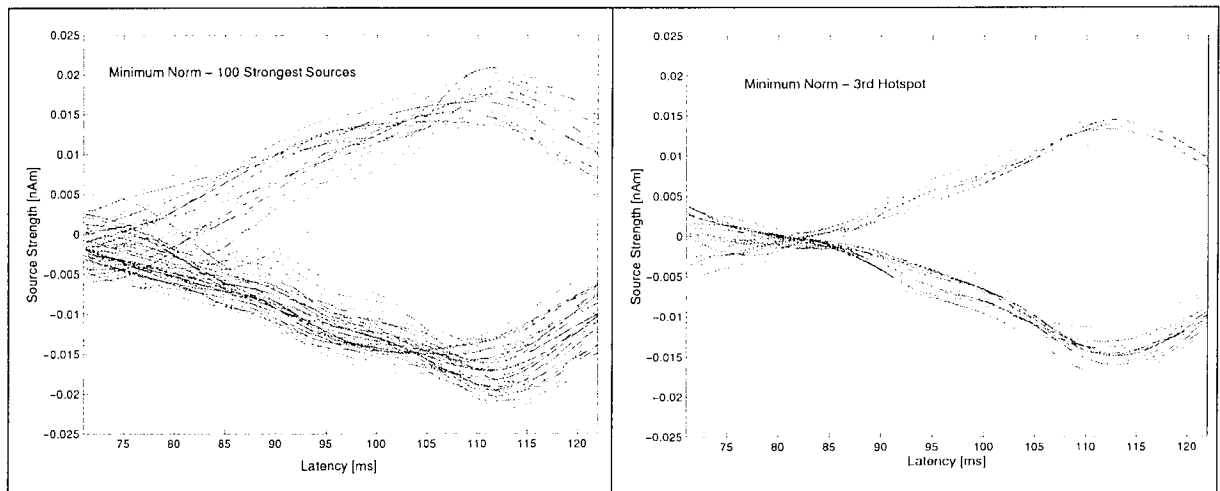 Minimum Norm – 100 Strongest Sources
0.025
0.02
0.015
0.01
0.005
0
−0.005
−0.01
−0.015
−0.02
−0.025
Source Strength [nAm]
75 80 85 90 95 100 105 110 115 120
Latency [ms]
Minimum Norm – 3rd Hotspot
0.025
0.02
0.015
0.01
0.005
0
−0.005
−0.01
−0.015
−0.02
−0.025
Source Strength [nAm]
75 80 85 90 95 100 105 110 115 120
Latency [ms]